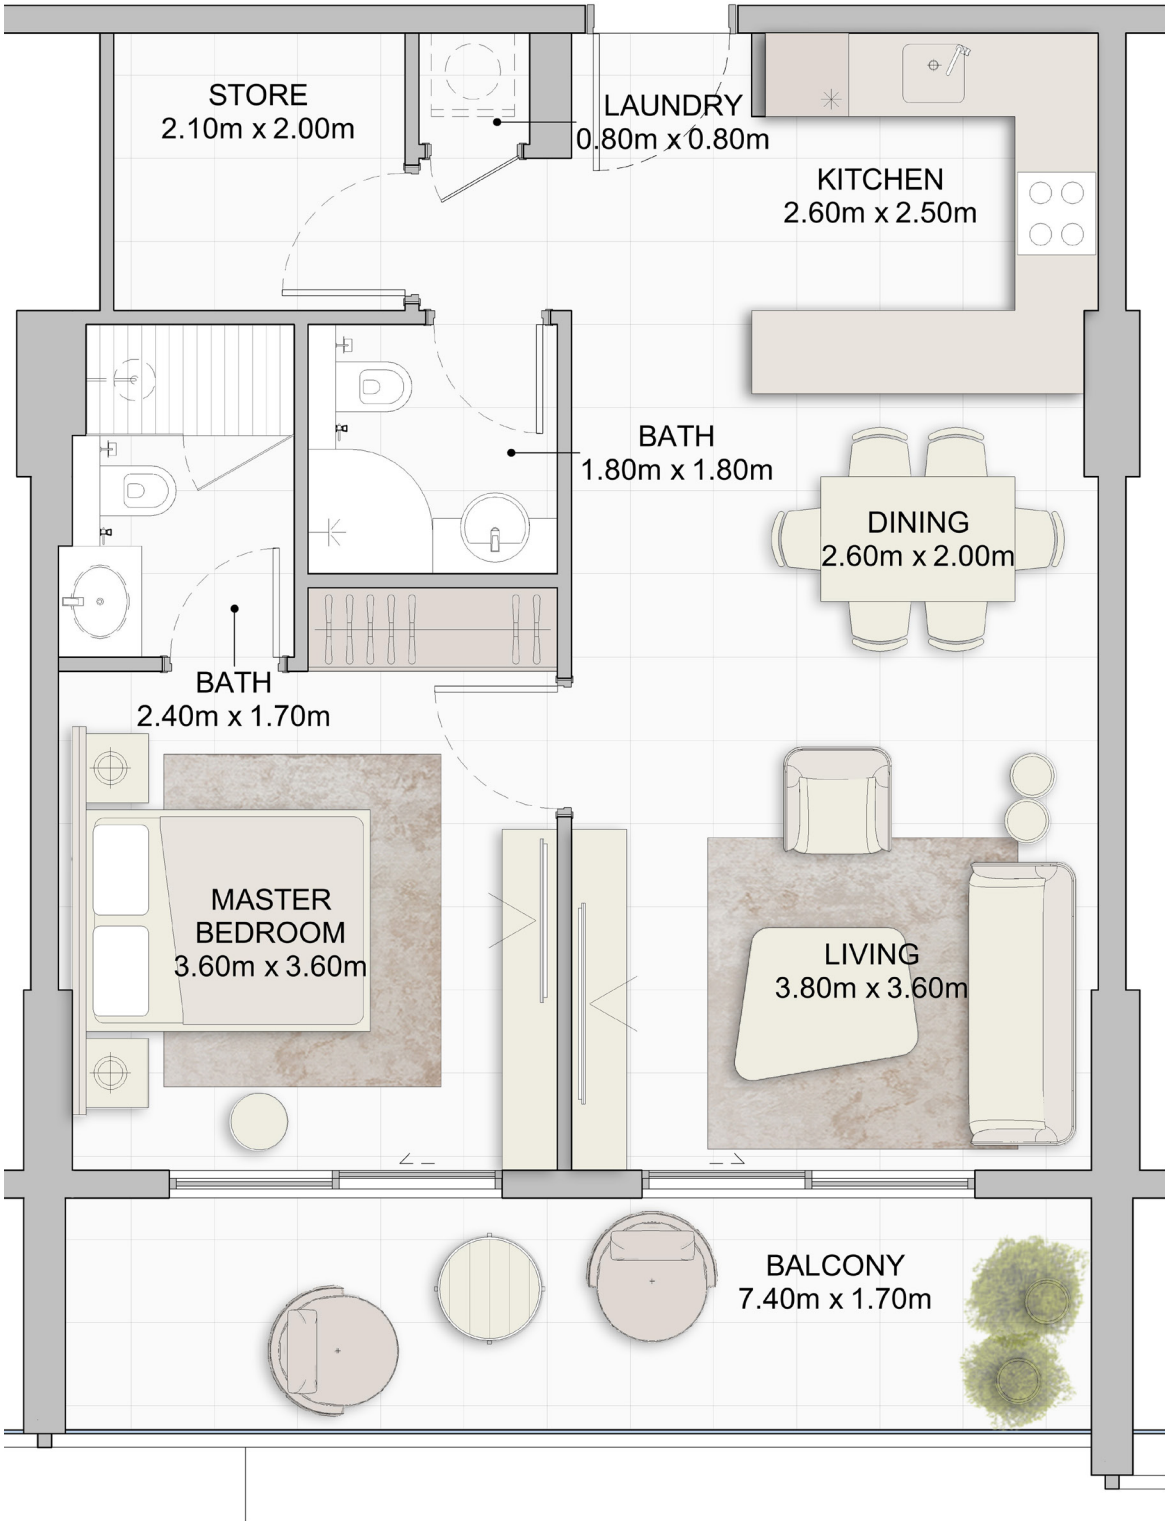 STORE
2.10m x 2.00m
LAUNDRY
0.80m x 0.80m
KITCHEN
2.60m x 2.50m
BATH
1.80m x 1.80m
DINING
2.60m x 2.00m
BATH
2.40m x 1.70m
MASTER
BEDROOM
3.60m x 3.60m
LIVING
3.80m x 3.60m
BALCONY
7.40m x 1.70m